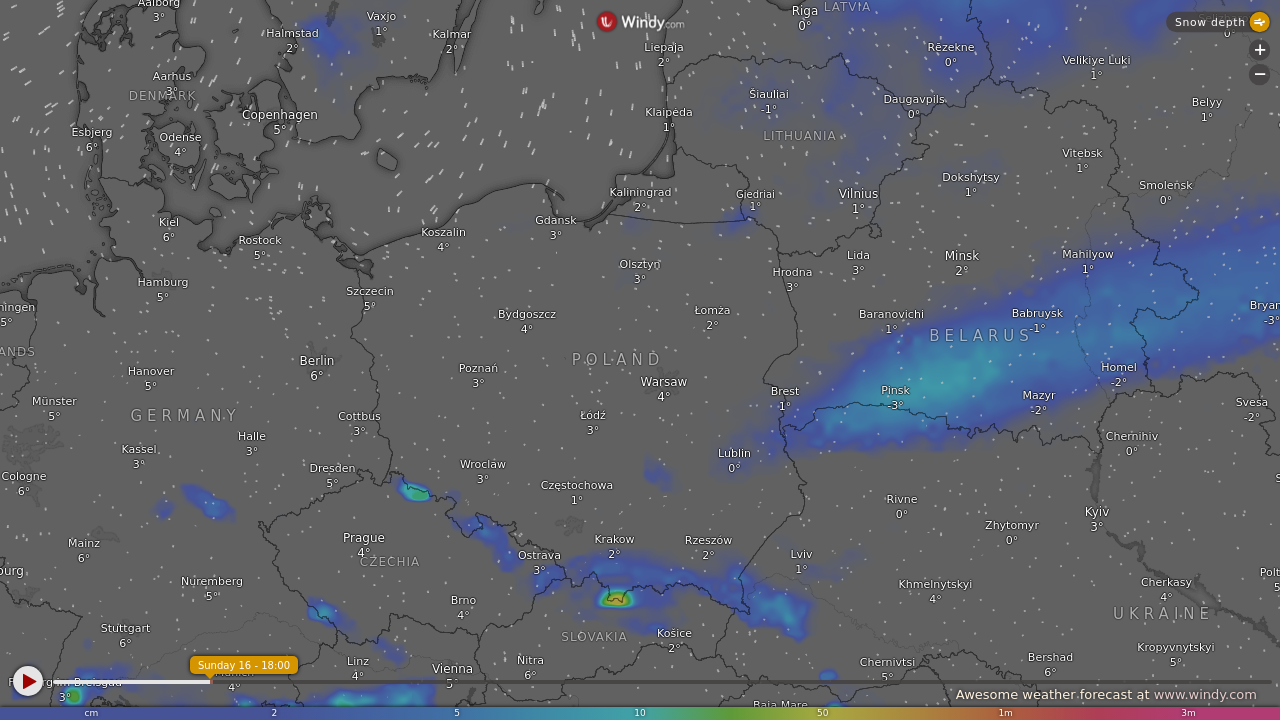 Aalborg
3°
Vaxjo
1°
Halmstad
2°
Kalmar
2°
Windy.com
Riga
0°
LATVIA
Snow depth
0°
Liepaja
2°
Rēzekne
0°
Velikiye Luki
1°
+
−
Aarhus
3°
DENMARK
Copenhagen
5°
Klaipėda
1°
Šiauliai
-1°
Daugavpils
0°
Belyy
1°
Esbjerg
6°
Odense
4°
LITHUANIA
Vitebsk
1°
Kaliningrad
2°
Giedriai
1°
Vilnius
1°
Dokshytsy
1°
Smolensk
0°
Kiel
6°
Rostock
5°
Koszalin
4°
Gdansk
3°
Hamburg
5°
Szczecin
5°
Olsztyn
3°
Hrodna
3°
Lida
3°
Minsk
2°
Mahilyow
1°
ningen
5°
Bydgoszcz
4°
Łomża
2°
Baranovichi
1°
Babruysk
-1°
Bryan
-3°
ANDS
Hanover
5°
Berlin
6°
Poznań
3°
POLAND
Warsaw
4°
BELARUS
Homel
-2°
Münster
5°
GERMANY
Cottbus
3°
Łódź
3°
Brest
1°
Pinsk
-3°
Mazyr
-2°
Svesa
-2°
Kassel
3°
Halle
3°
Lublin
0°
Chernihiv
0°
Cologne
6°
Dresden
5°
Wroclaw
3°
Częstochowa
1°
Rivne
0°
Zhytomyr
0°
Kyiv
3°
S
Mainz
6°
Prague
4°
CZECHIA
Ostrava
3°
Krakow
2°
Rzeszów
2°
Lviv
1°
burg
Nuremberg
5°
Brno
4°
Khmelnytskyi
4°
Cherkasy
4°
Polt
5
Stuttgart
6°
SLOVAKIA
Košice
2°
UKRAINE
Sunday 16 - 18:00
Linz
4°
Vienna
5°
Nitra
6°
Chernivtsi
5°
Bershad
6°
Kropyvnytskyi
5°
3°
4°
Baia Mare
Awesome weather forecast at www.windy.com
cm 2 5 10 20 50 1m 3m